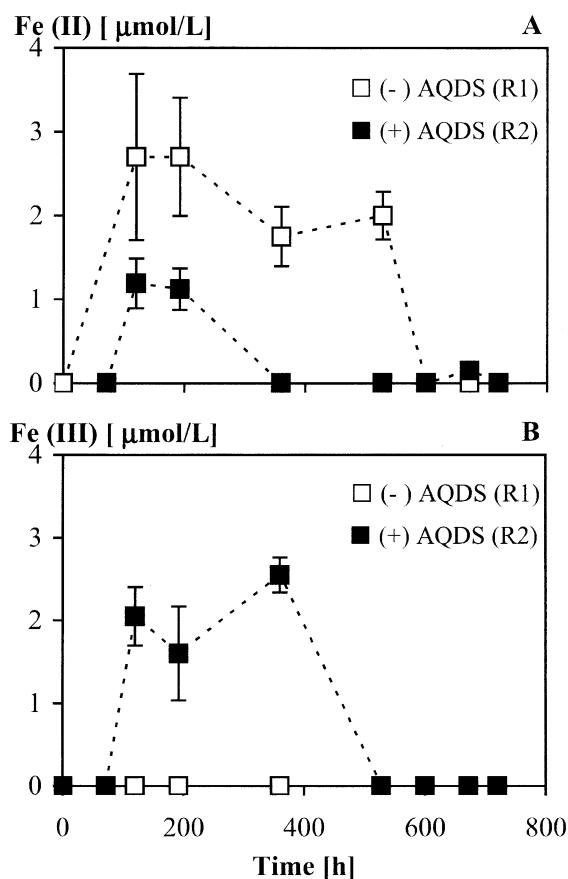 Fe (II) [ μmol/L] A
4
(- ) AQDS (R1)
(+) AQDS (R2)
3
2
1
0
Fe (III) [ μmol/L] B
4
(- ) AQDS (R1)
(+) AQDS (R2)
3
2
1
0
0 200 400 600 800
Time [h]